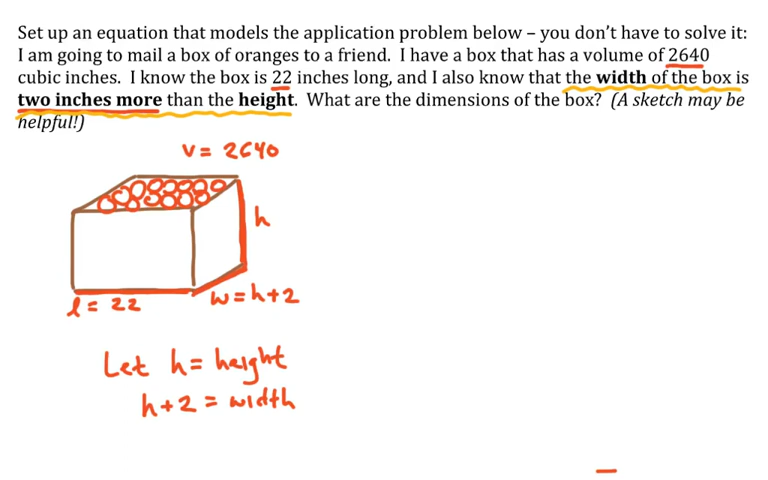 Set up an equation that models the application problem below – you don't have to solve it:
I am going to mail a box of oranges to a friend.  I have a box that has a volume of 2640
cubic inches.  I know the box is 22 inches long, and I also know that the width of the box is
two inches more than the height.  What are the dimensions of the box?  (A sketch may be
helpful!)
V = 2640
h
l = 22
w = h + 2
Let h = height
h + 2 = width